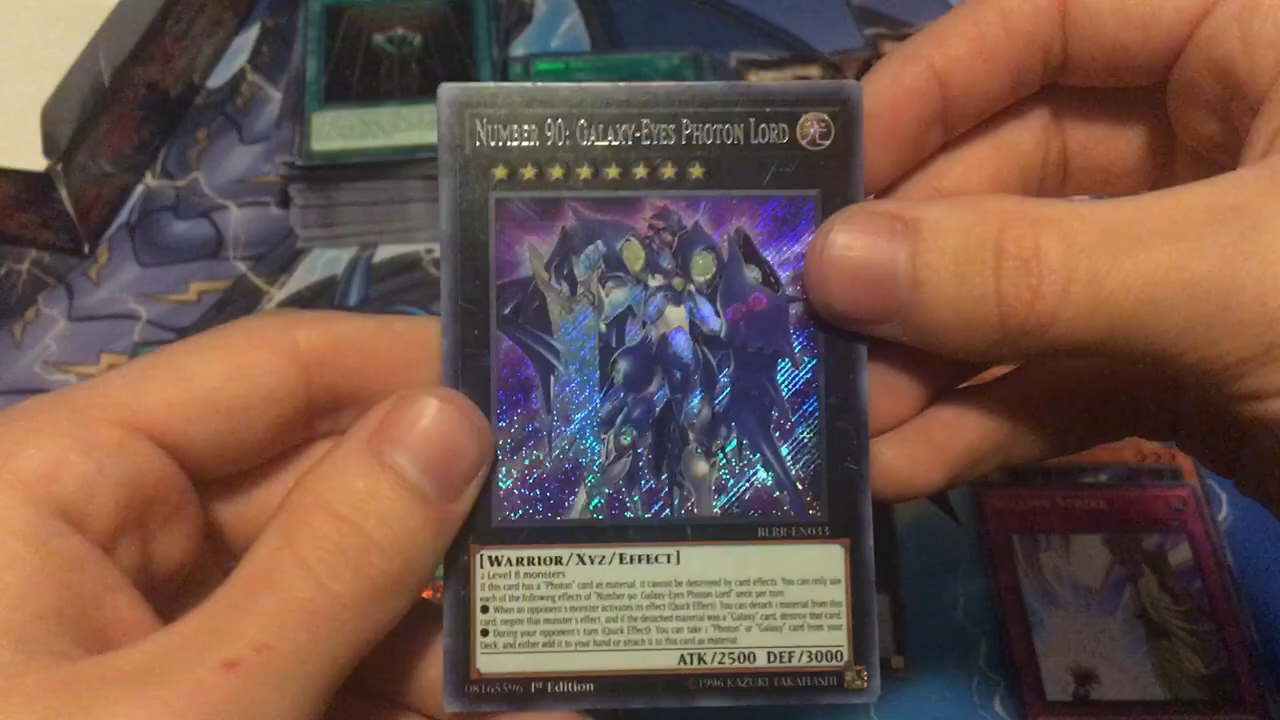 NUMBER 90: GALAXY-EYES PHOTON LORD 光
BLRR-EN033
[WARRIOR/XYZ/EFFECT]
2 Level 8 monsters
If this card has a "Photon" card as material, it cannot be destroyed by card effects. You can only use
each of the following effects of "Number 90: Galaxy-Eyes Photon Lord" once per turn.
● When an opponent's monster activates its effect (Quick Effect): You can detach 1 material from this
card; negate that monster's effect, and if the detached material was a "Galaxy" card, destroy that card.
● During your opponent's turn (Quick Effect): You can take 1 "Photon" or "Galaxy" card from your
Deck, and either add it to your hand or attach it to this card as material.
ATK/2500 DEF/3000
08165596 1st Edition ©1996 KAZUKI TAKAHASHI
STRIKE